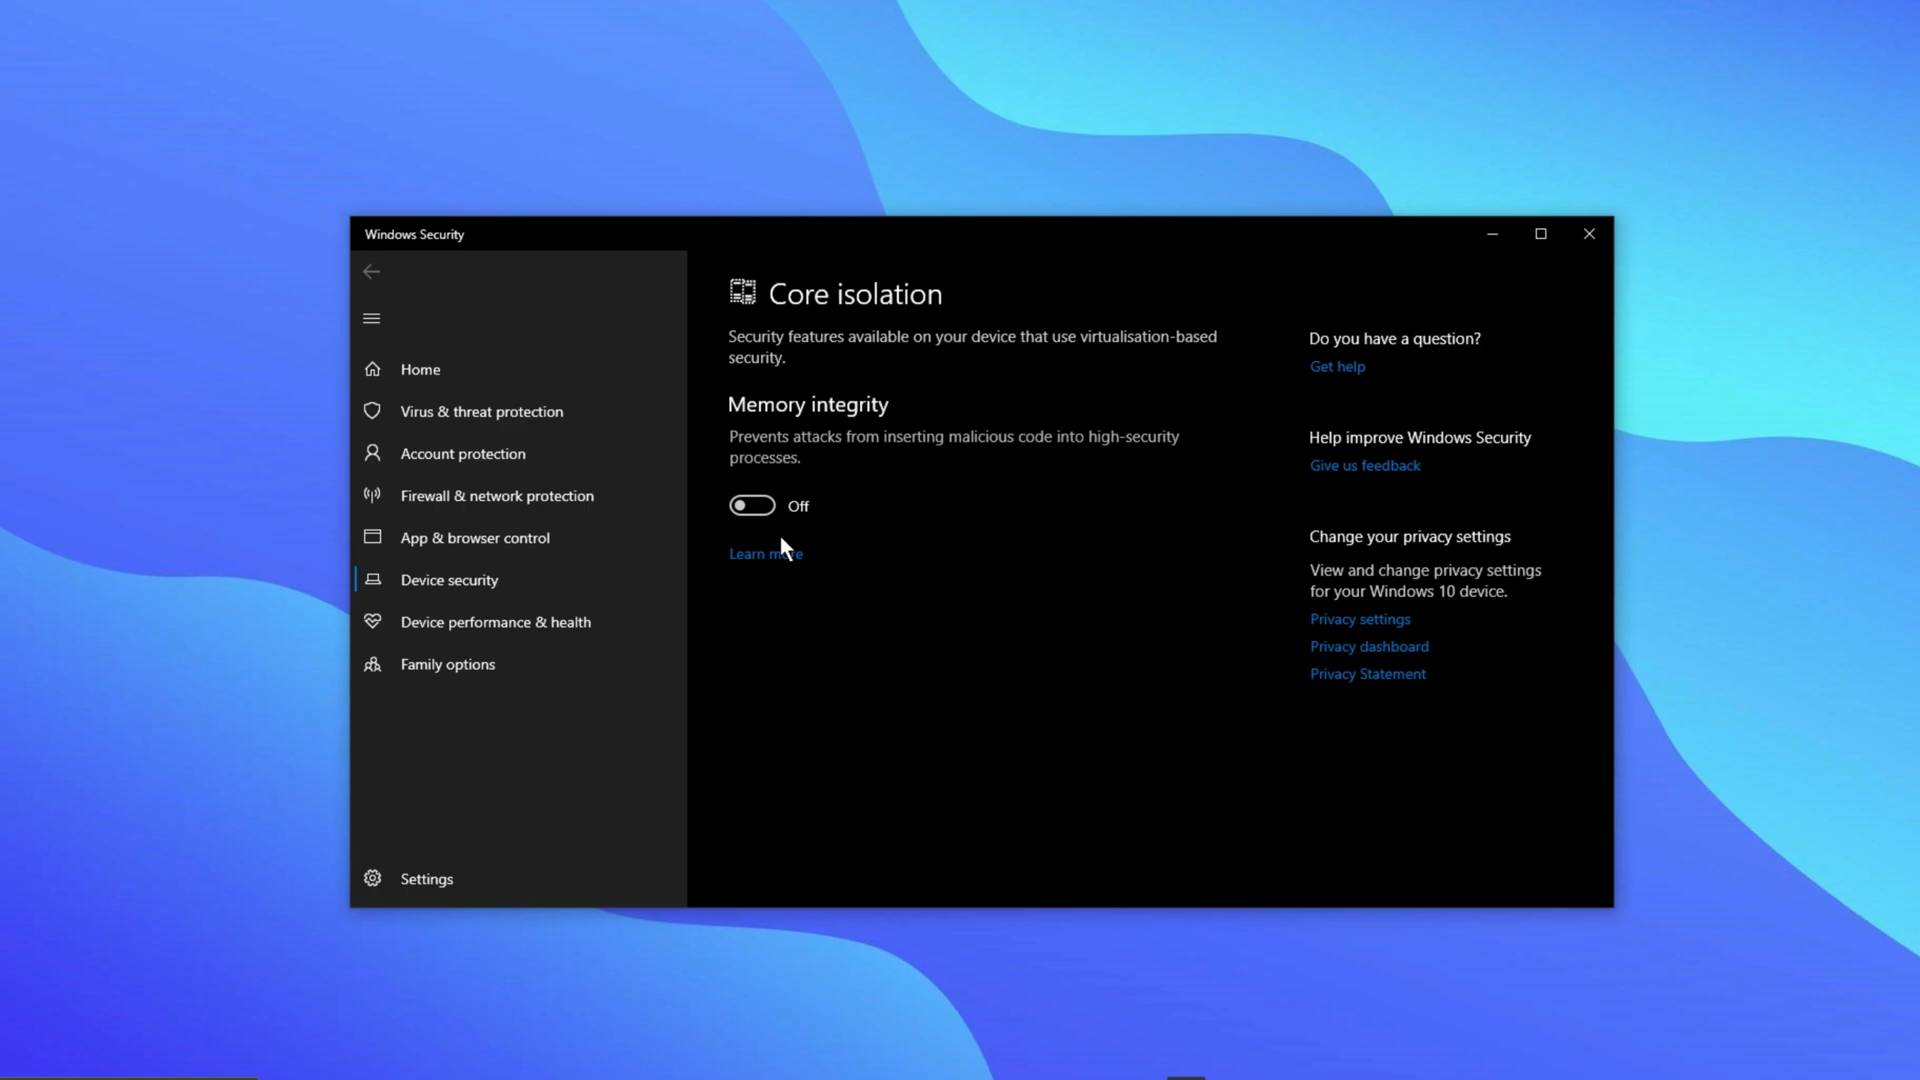 Windows Security
Home
Virus & threat protection
Account protection
Firewall & network protection
App & browser control
Device security
Device performance & health
Family options
Settings
Core isolation
Security features available on your device that use virtualisation-based
security.
Memory integrity
Prevents attacks from inserting malicious code into high-security
processes.
Off
Learn more
Do you have a question?
Get help
Help improve Windows Security
Give us feedback
Change your privacy settings
View and change privacy settings
for your Windows 10 device.
Privacy settings
Privacy dashboard
Privacy Statement